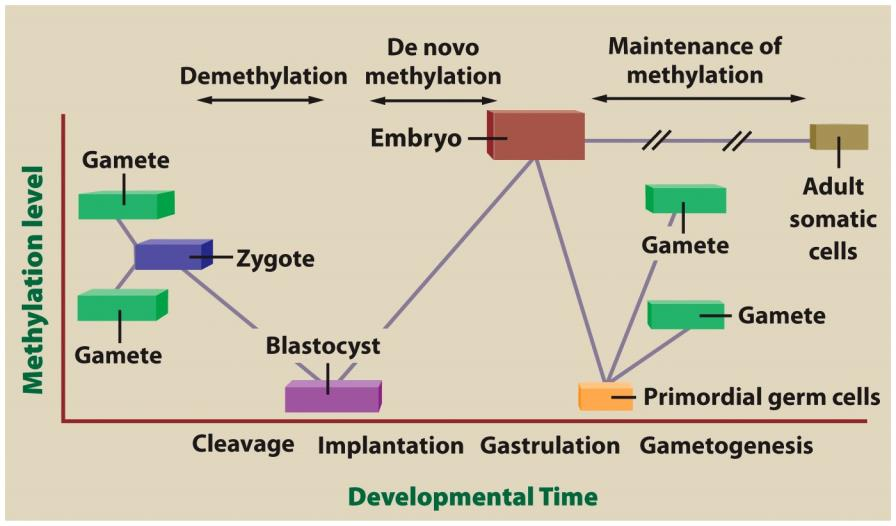 De novo
Demethylation methylation
Maintenance of
methylation
Embryo
Gamete
Zygote
Gamete
Blastocyst
Adult
somatic
cells
Gamete
Gamete
Primordial germ cells
Methylation level
Cleavage Implantation Gastrulation Gametogenesis
Developmental Time